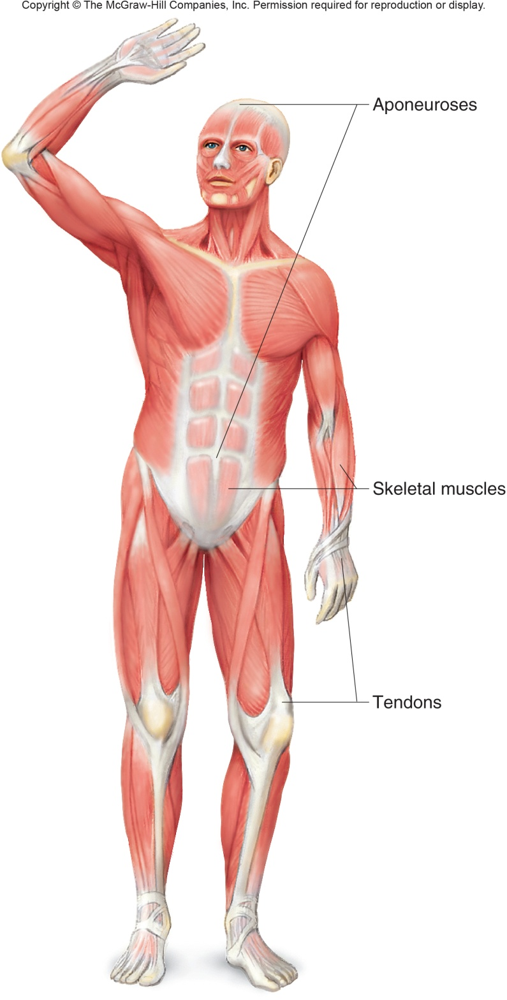 Copyright © The McGraw-Hill Companies, Inc. Permission required for reproduction or display.
Aponeuroses
Skeletal muscles
Tendons